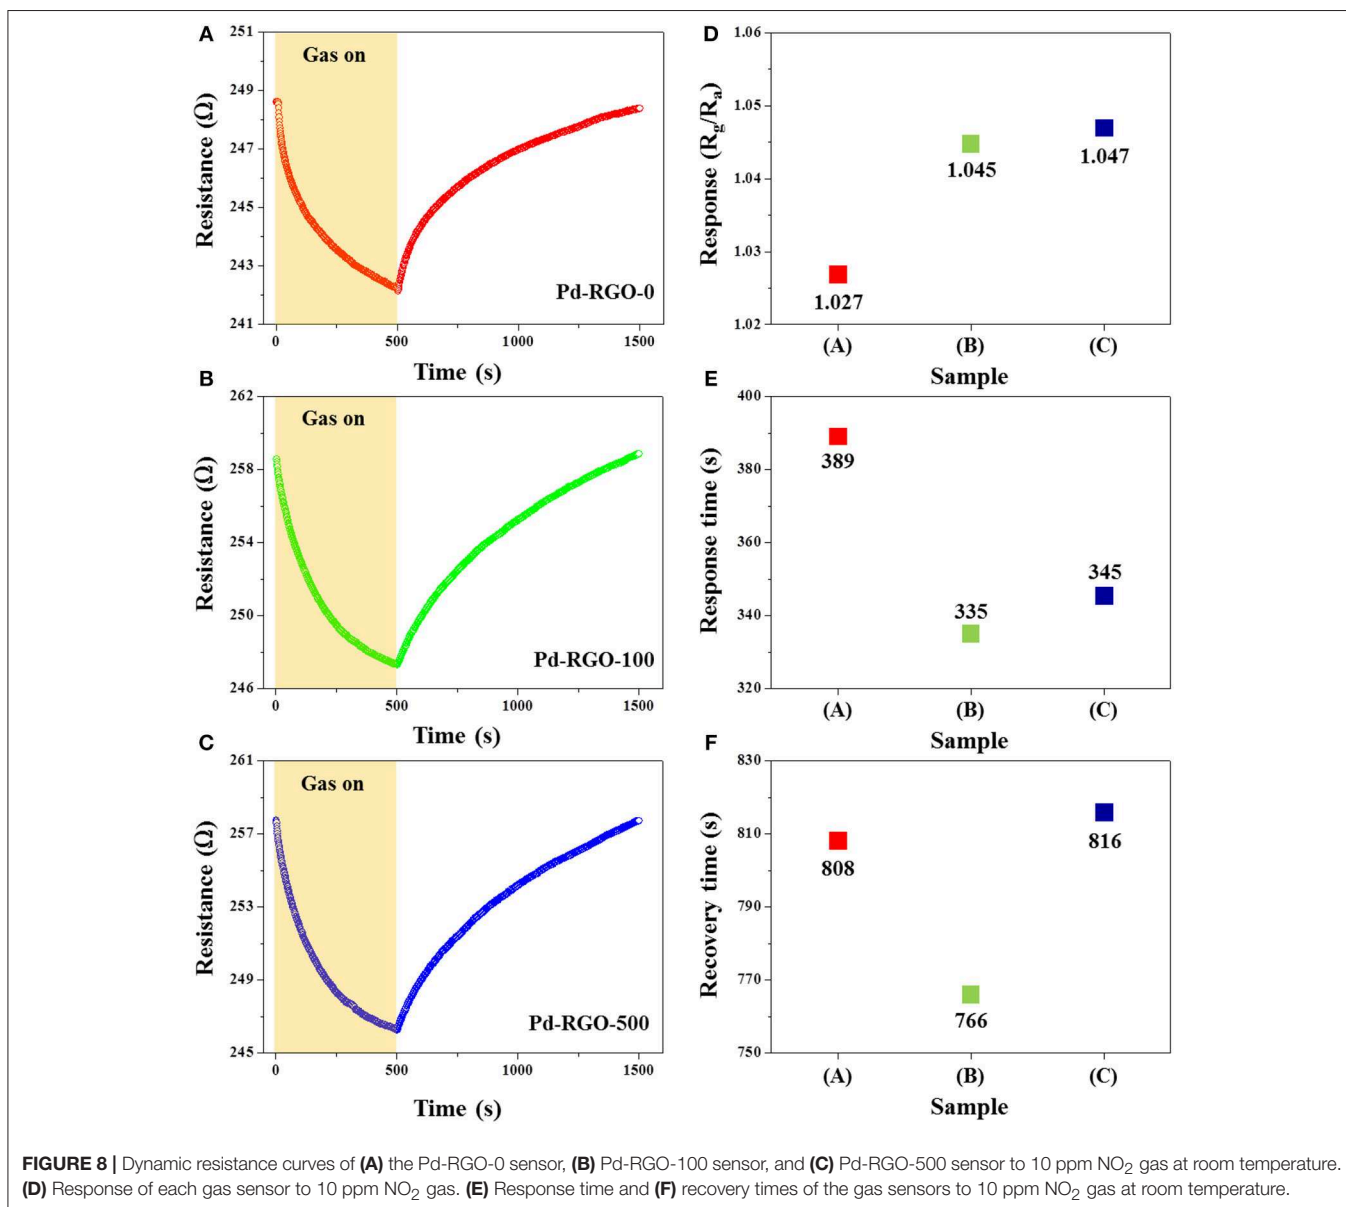 A
251
249
247
245
243
241
Resistance (Ω)
Gas on
Pd-RGO-0
0
500
1000
1500
Time (s)
D
1.06
1.05
1.04
1.03
1.02
Response (Rg/Ra)
1.027
1.045
1.047
(A)
(B)
(C)
Sample
B
262
258
254
250
246
Resistance (Ω)
Gas on
Pd-RGO-100
0
500
1000
1500
Time (s)
E
400
380
360
340
320
Response time (s)
389
335
345
(A)
(B)
(C)
Sample
C
261
257
253
249
245
Resistance (Ω)
Gas on
Pd-RGO-500
0
500
1000
1500
Time (s)
F
830
810
790
770
750
Recovery time (s)
808
766
816
(A)
(B)
(C)
Sample
FIGURE 8 | Dynamic resistance curves of (A) the Pd-RGO-0 sensor, (B) Pd-RGO-100 sensor, and (C) Pd-RGO-500 sensor to 10 ppm NO2 gas at room temperature.
(D) Response of each gas sensor to 10 ppm NO2 gas. (E) Response time and (F) recovery times of the gas sensors to 10 ppm NO2 gas at room temperature.